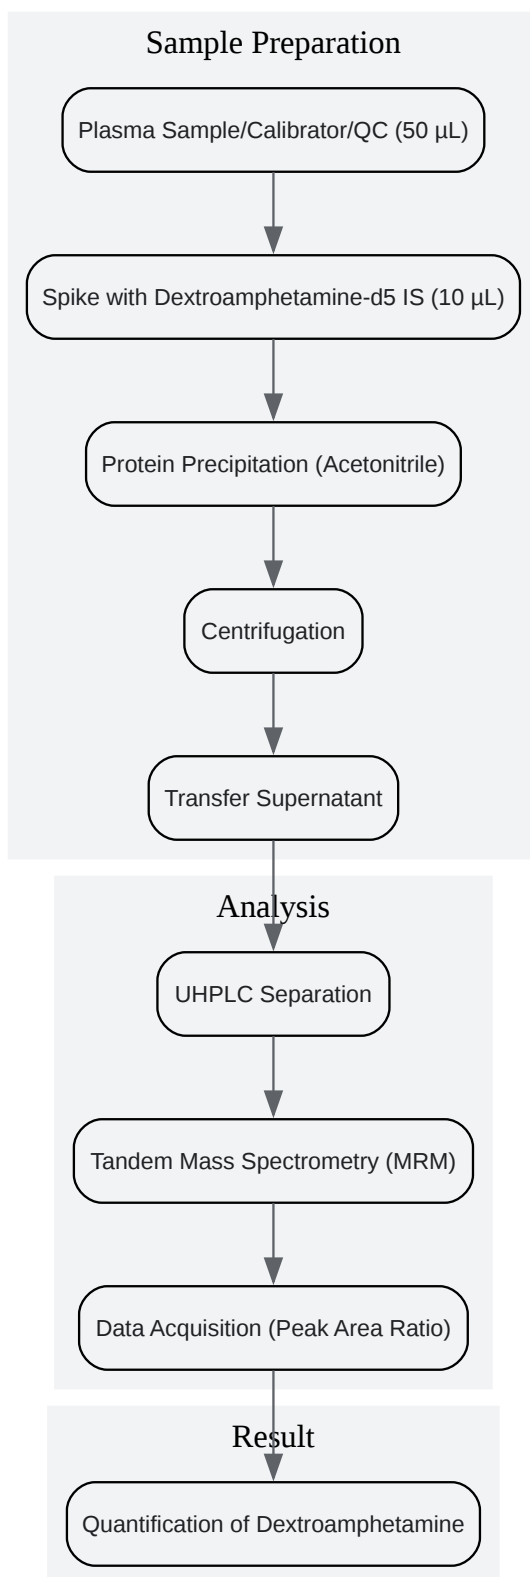 Sample Preparation
Plasma Sample/Calibrator/QC (50 µL)
Spike with Dextroamphetamine-d5 IS (10 µL)
Protein Precipitation (Acetonitrile)
Centrifugation
Transfer Supernatant
Analysis
UHPLC Separation
Tandem Mass Spectrometry (MRM)
Data Acquisition (Peak Area Ratio)
Result
Quantification of Dextroamphetamine